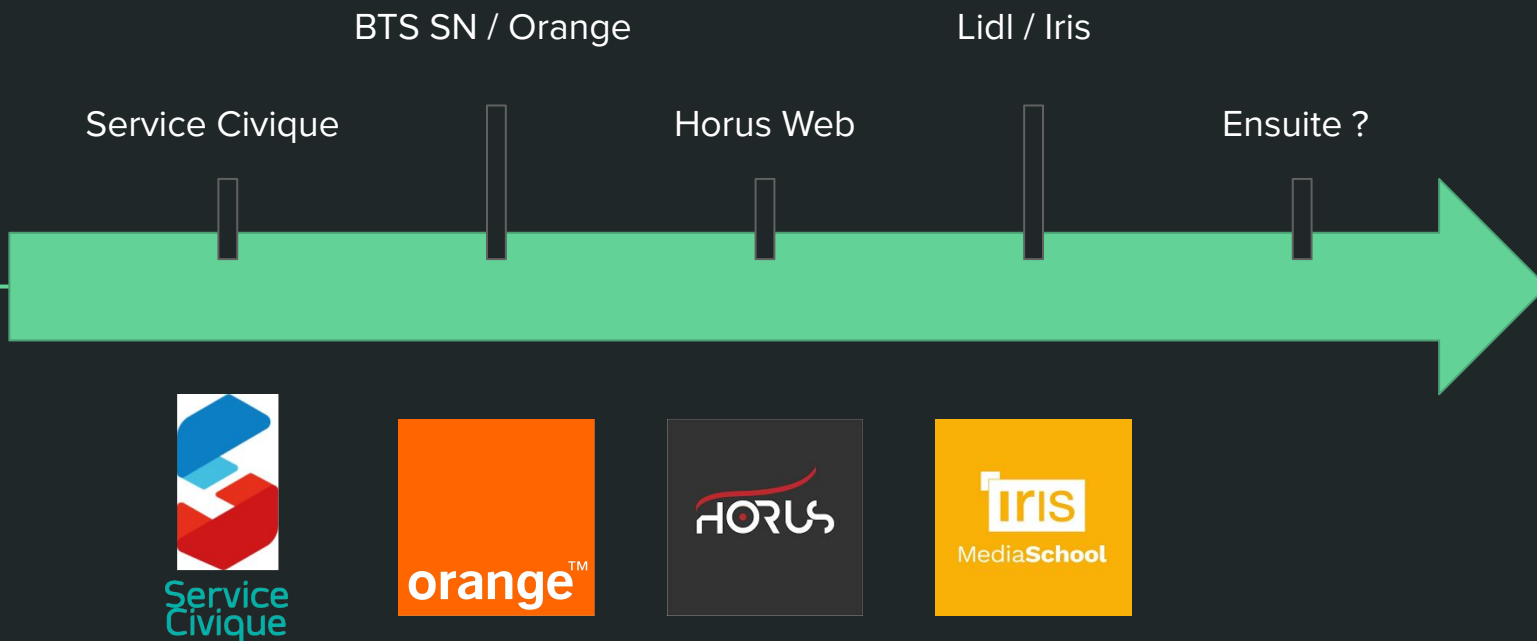 BTS SN / Orange
Lidl / Iris
Service Civique
Horus Web
Ensuite ?
Service
Civique
orange™
HORUS
IRIS
MediaSchool